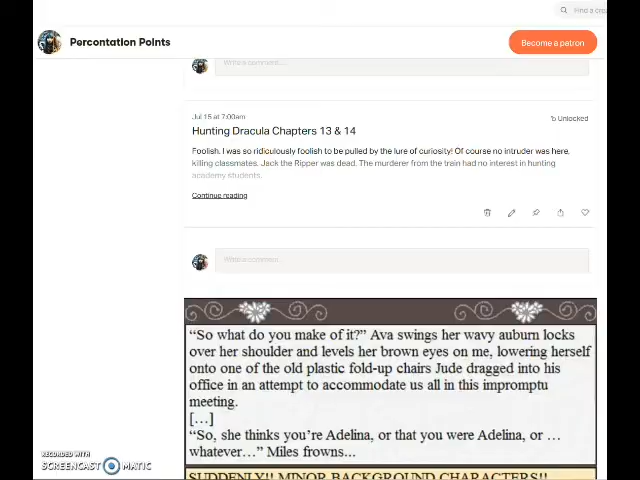 Find a cre
Percontation Points
Become a patron
Write a comment...
Jul 15 at 7:00am
Unlocked
Hunting Dracula Chapters 13 & 14
Foolish. I was so ridiculously foolish to be pulled by the lure of curiosity! Of course no intruder was here,
killing classmates. Jack the Ripper was dead. The murderer from the train had no interest in hunting
academy students.
Continue reading
Write a comment...
“So what do you make of it?” Ava swings her wavy auburn locks
over her shoulder and levels her brown eyes on me, lowering herself
onto one of the old plastic fold-up chairs Jude dragged into his
office in an attempt to accommodate us all in this impromptu
meeting.
[…]
“So, she thinks you’re Adelina, or that you were Adelina, or …
whatever…” Miles frowns...
SUDDENLY!! MINOR BACKGROUND CHARACTERS!!
RECORDED WITH
SCREENCAST MATIC